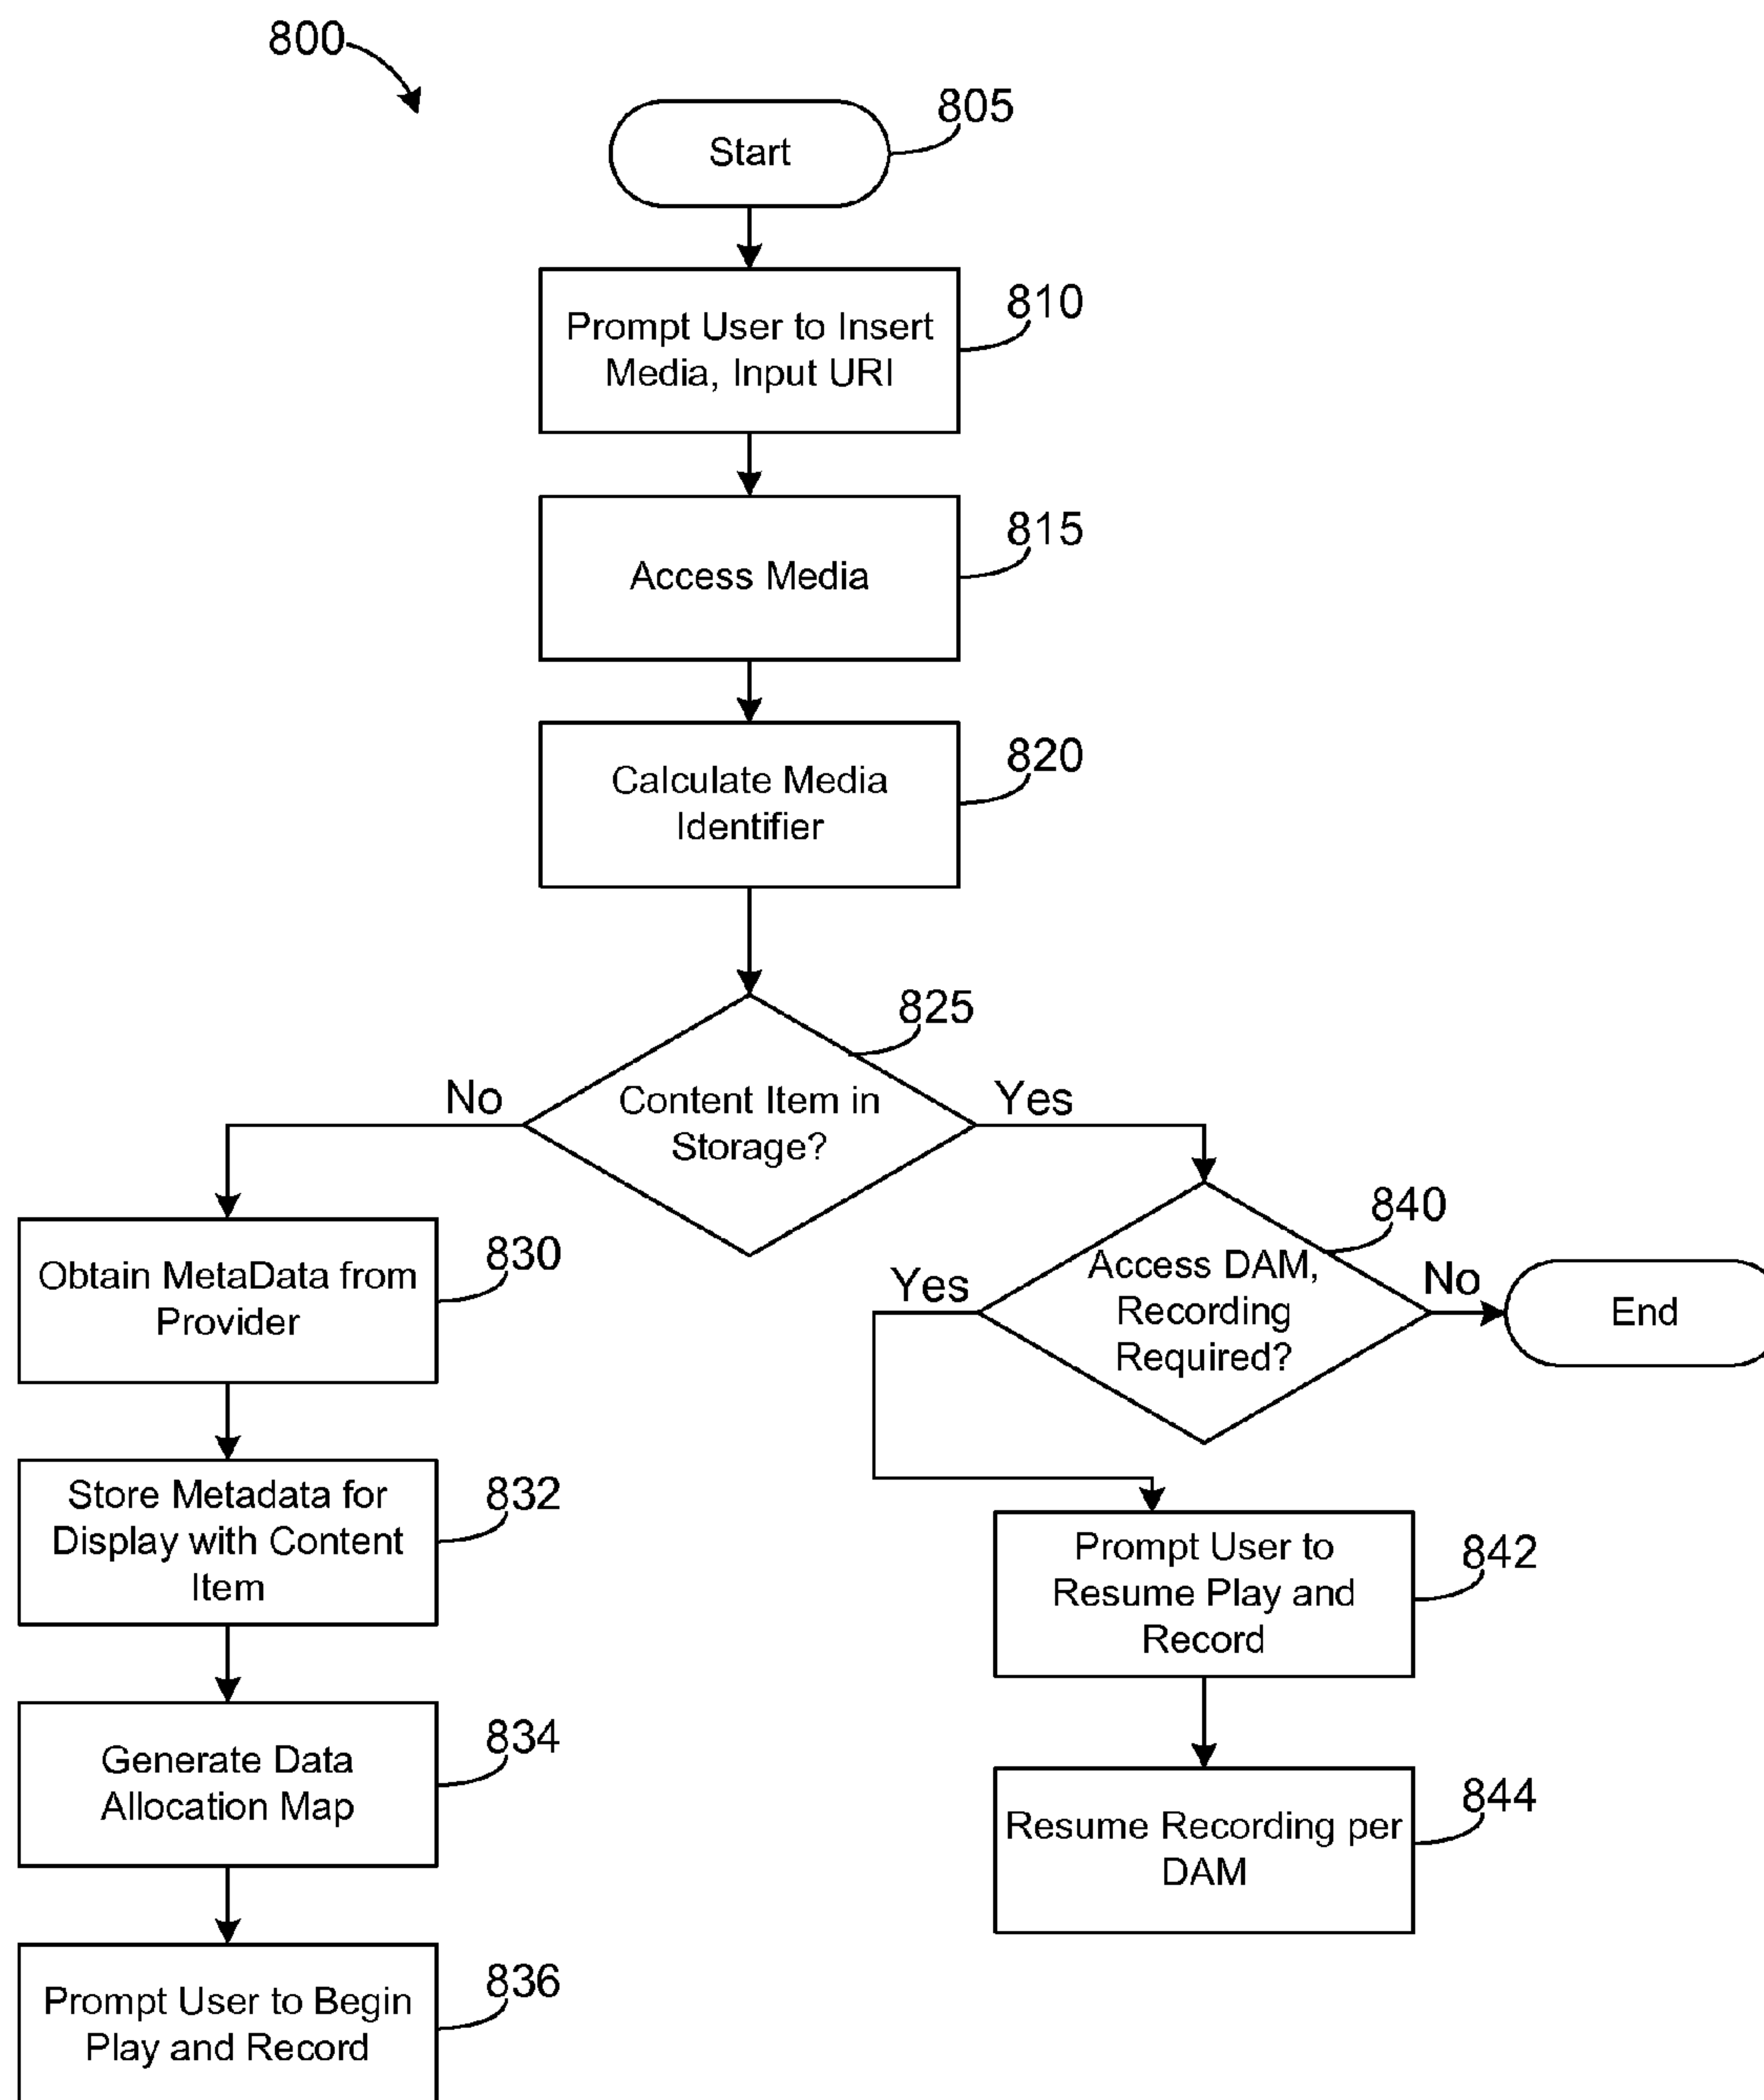 800
805
Start
810
Prompt User to Insert
Media, Input URI
815
Access Media
820
Calculate Media
Identifier
825
Content Item in
Storage?
No
Yes
830
Obtain MetaData from
Provider
840
Access DAM,
Recording
Required?
Yes
No
End
832
Store Metadata for
Display with Content
Item
842
Prompt User to
Resume Play and
Record
834
Generate Data
Allocation Map
844
Resume Recording per
DAM
836
Prompt User to Begin
Play and Record